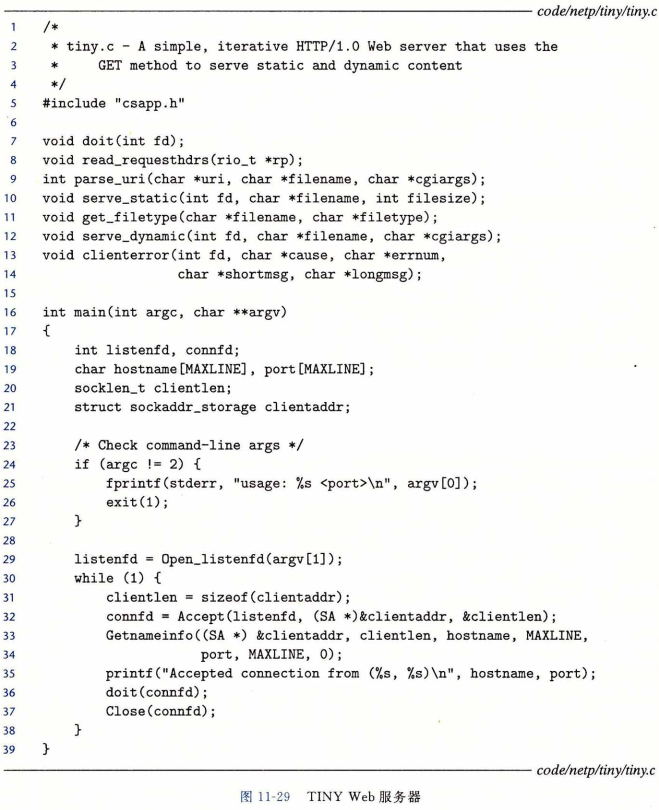 code/netp/tiny/tiny.c
1 /*
2  * tiny.c - A simple, iterative HTTP/1.0 Web server that uses the
3  *     GET method to serve static and dynamic content
4  */
5 #include "csapp.h"
6
7 void doit(int fd);
8 void read_requesthdrs(rio_t *rp);
9 int parse_uri(char *uri, char *filename, char *cgiargs);
10 void serve_static(int fd, char *filename, int filesize);
11 void get_filetype(char *filename, char *filetype);
12 void serve_dynamic(int fd, char *filename, char *cgiargs);
13 void clienterror(int fd, char *cause, char *errnum,
14                  char *shortmsg, char *longmsg);
15
16 int main(int argc, char **argv)
17 {
18     int listenfd, connfd;
19     char hostname[MAXLINE], port[MAXLINE];
20     socklen_t clientlen;
21     struct sockaddr_storage clientaddr;
22
23     /* Check command-line args */
24     if (argc != 2) {
25         fprintf(stderr, "usage: %s <port>\n", argv[0]);
26         exit(1);
27     }
28
29     listenfd = Open_listenfd(argv[1]);
30     while (1) {
31         clientlen = sizeof(clientaddr);
32         connfd = Accept(listenfd, (SA *)&clientaddr, &clientlen);
33         Getnameinfo((SA *) &clientaddr, clientlen, hostname, MAXLINE,
34                     port, MAXLINE, 0);
35         printf("Accepted connection from (%s, %s)\n", hostname, port);
36         doit(connfd);
37         Close(connfd);
38     }
39 }
code/netp/tiny/tiny.c
图 11-29 TINY Web 服务器